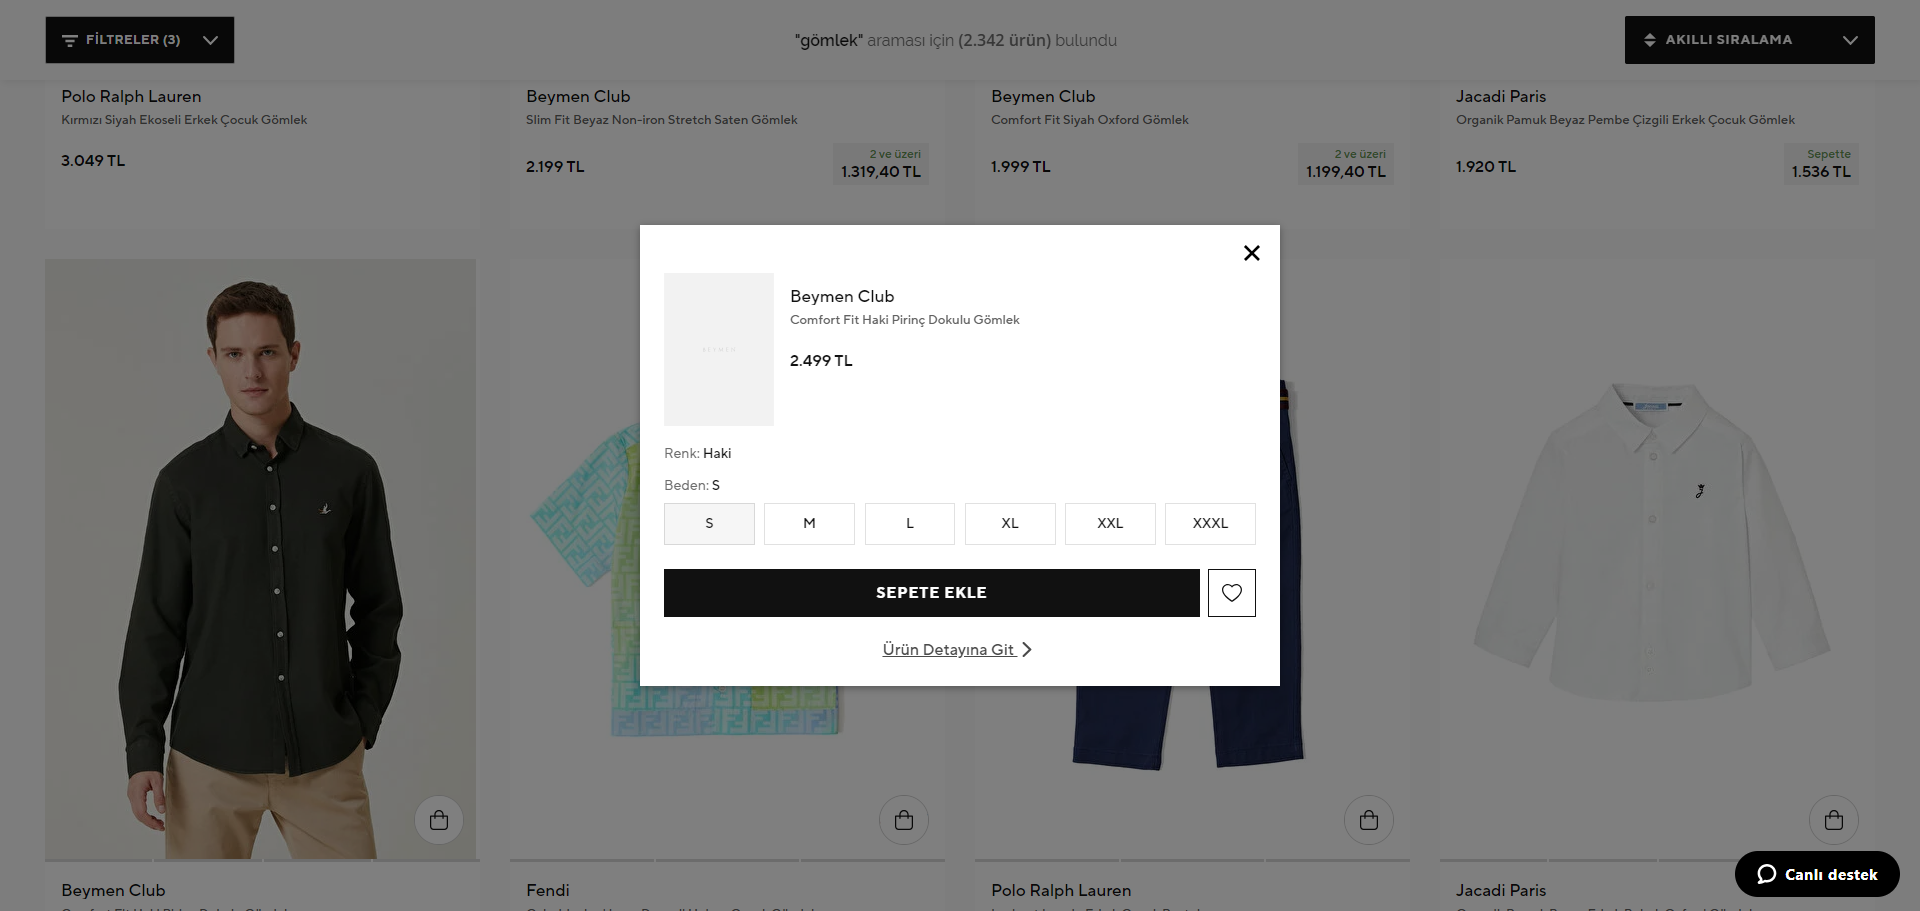 FİLTRELER (3)
"gömlek" araması için (2.342 ürün) bulundu
AKILLI SIRALAMA
Polo Ralph Lauren
Kırmızı Siyah Ekoseli Erkek Çocuk Gömlek
3.049 TL
Beymen Club
Slim Fit Beyaz Non-iron Stretch Saten Gömlek
2.199 TL
2 ve üzeri
1.319,40 TL
Beymen Club
Comfort Fit Siyah Oxford Gömlek
1.999 TL
2 ve üzeri
1.199,40 TL
Jacadi Paris
Organik Pamuk Beyaz Pembe Çizgili Erkek Çocuk Gömlek
1.920 TL
Sepette
1.536 TL
BEYMEN
Beymen Club
Comfort Fit Haki Pirinç Dokulu Gömlek
2.499 TL
Renk: Haki
Beden: S
S
M
L
XL
XXL
XXXL
SEPETE EKLE
Ürün Detayına Git
Beymen Club
Fendi
Polo Ralph Lauren
Jacadi Paris
Canlı destek